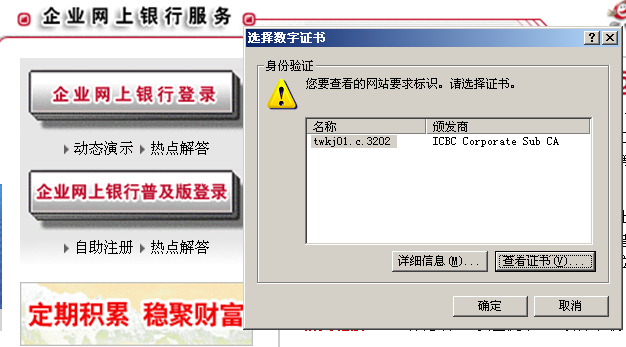 企业网上银行服务
企业网上银行登录
动态演示 热点解答
企业网上银行普及版登录
自助注册 热点解答
定期积累 稳聚财富
选择数字证书
身份验证
您要查看的网站要求标识。请选择证书。
名称 颁发商
twkj01.c.3202 ICBC Corporate Sub CA
详细信息(M)... 查看证书(V)...
确定 取消